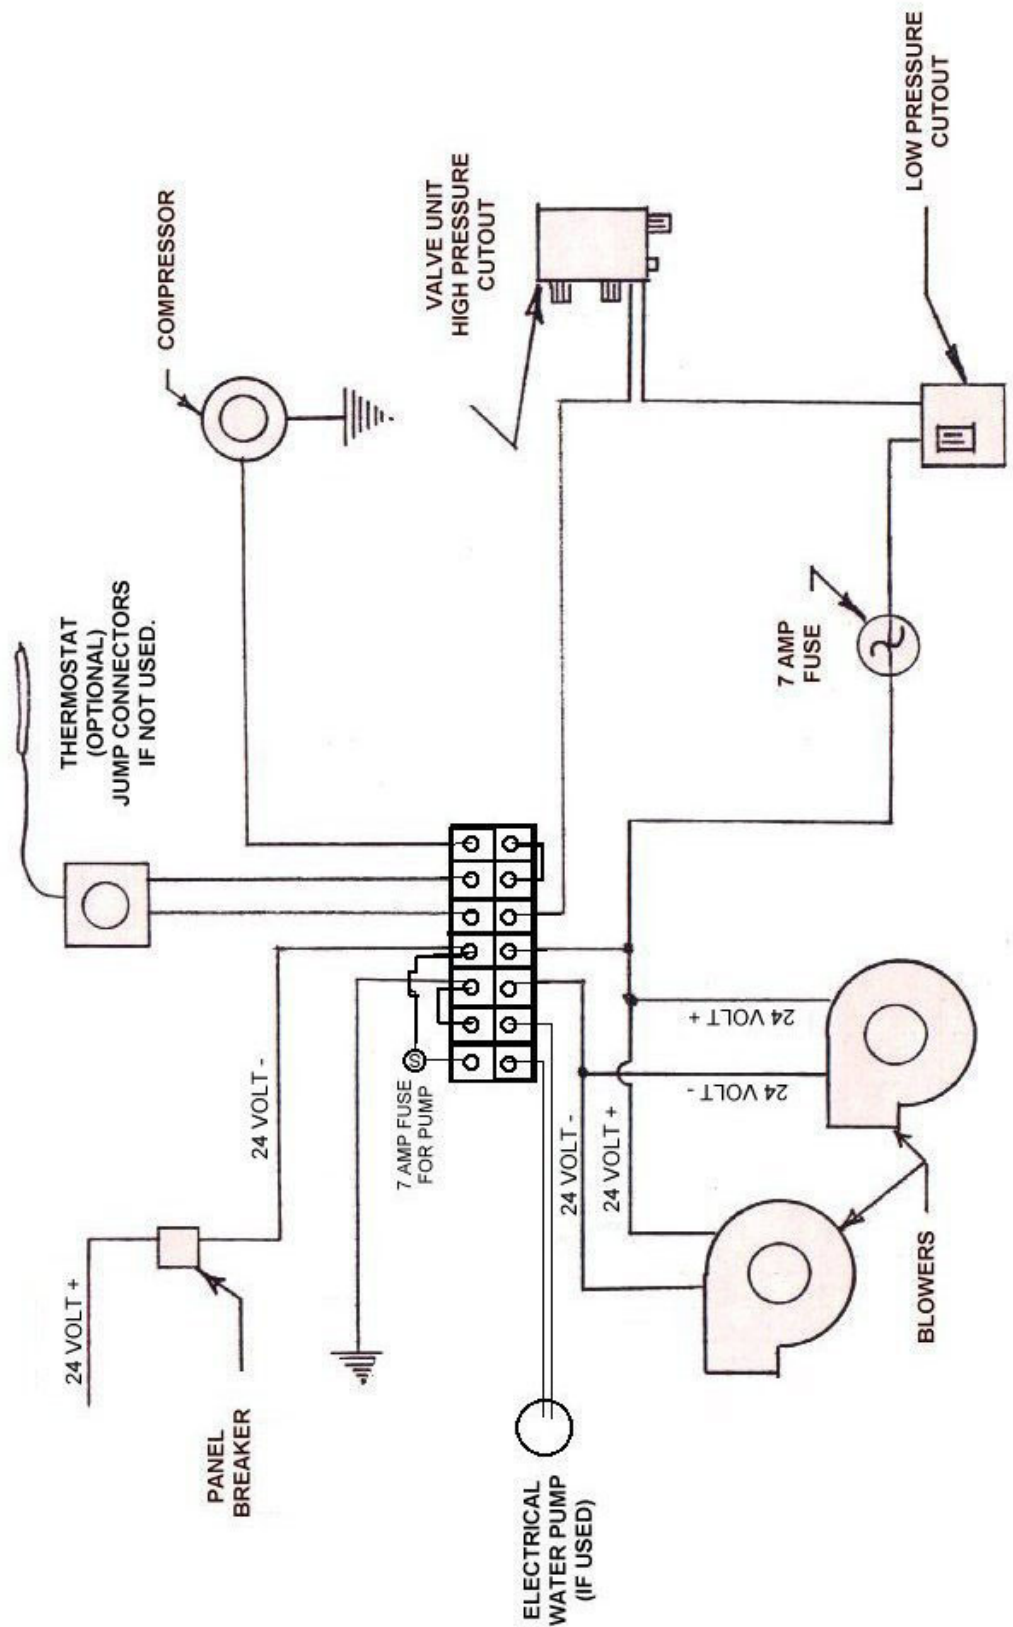 COMPRESSOR
THERMOSTAT
(OPTIONAL)
JUMP CONNECTORS
IF NOT USED.
24 VOLT +
PANEL
BREAKER
24 VOLT -
VALVE UNIT
HIGH PRESSURE
CUTOUT
LOW PRESSURE
CUTOUT
7 AMP
FUSE
S
7 AMP FUSE
FOR PUMP
24 VOLT -
24 VOLT +
24 VOLT +
24 VOLT -
ELECTRICAL
WATER PUMP
(IF USED)
BLOWERS